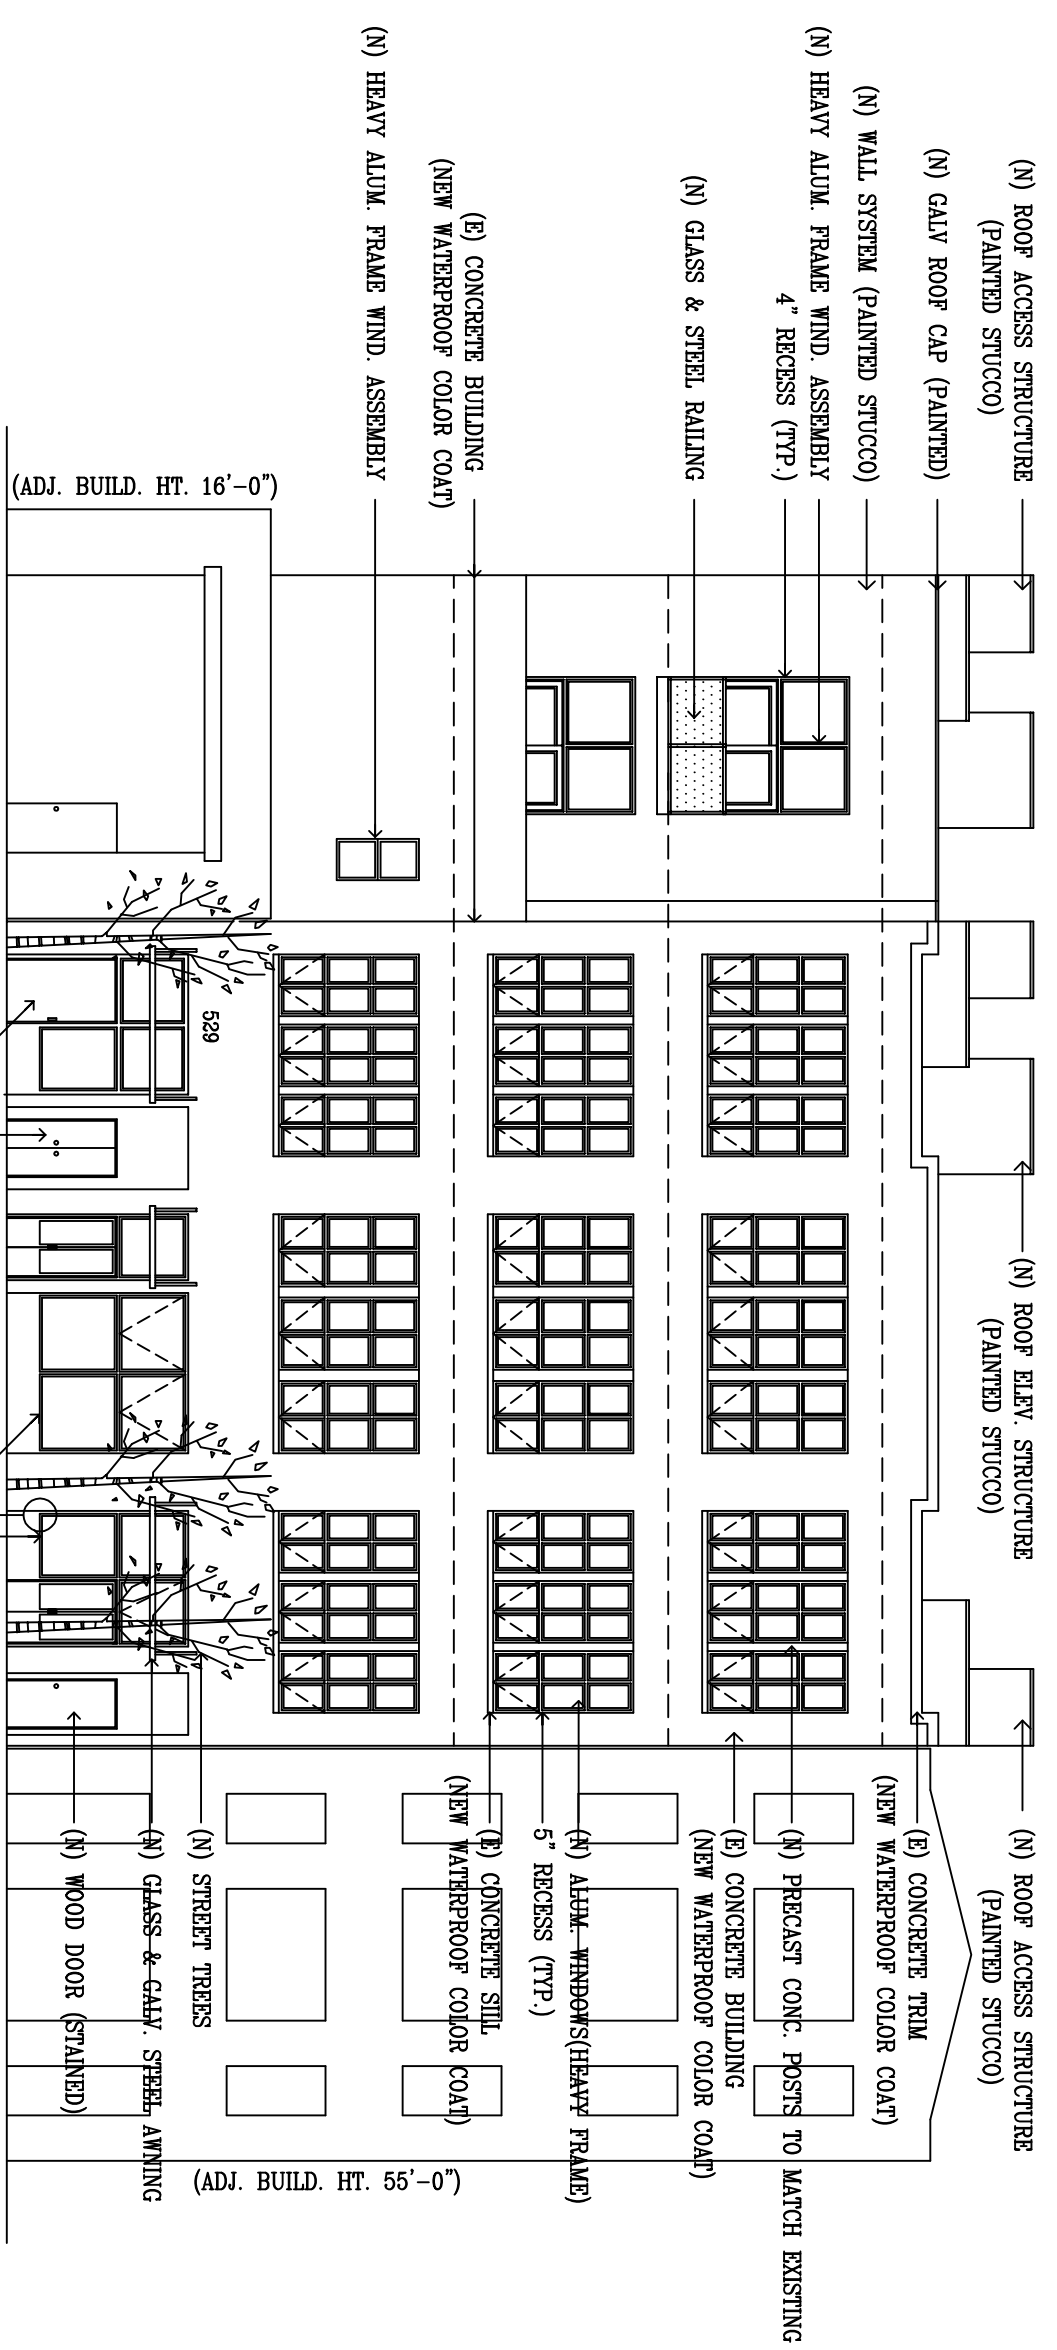 (N) ROOF ACCESS STRUCTURE
(PAINTED STUCCO)
(N) GALV ROOF CAP (PAINTED)
(N) WALL SYSTEM (PAINTED STUCCO)
(N) HEAVY ALUM. FRAME WIND. ASSEMBLY
4" RECESS (TYP.)
(N) GLASS & STEEL RAILING
(E) CONCRETE BUILDING
(NEW WATERPROOF COLOR COAT)
(N) HEAVY ALUM. FRAME WIND. ASSEMBLY
(ADJ. BUILD. HT. 16'-0")
529
(N) ROOF ELEV. STRUCTURE
(PAINTED STUCCO)
(N) ROOF ACCESS STRUCTURE
(PAINTED STUCCO)
(E) CONCRETE TRIM
(NEW WATERPROOF COLOR COAT)
(N) PRECAST CONC. POSTS TO MATCH EXISTING
(E) CONCRETE BUILDING
(NEW WATERPROOF COLOR COAT)
(N) ALUM. WINDOWS(HEAVY FRAME)
5" RECESS (TYP.)
(E) CONCRETE SILL
(NEW WATERPROOF COLOR COAT)
(N) STREET TREES
(N) GLASS & GALV. STEEL AWNING
(N) WOOD DOOR (STAINED)
(ADJ. BUILD. HT. 55'-0")